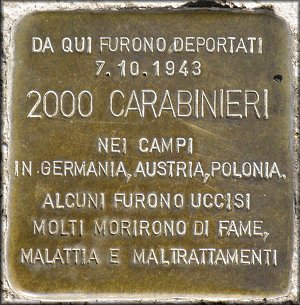 DA QUI FURONO DEPORTATI
7.10.1943
2000 CARABINIERI
NEI CAMPI
IN GERMANIA, AUSTRIA, POLONIA.
ALCUNI FURONO UCCISI
MOLTI MORIRONO DI FAME,
MALATTIA E MALTRATTAMENTI